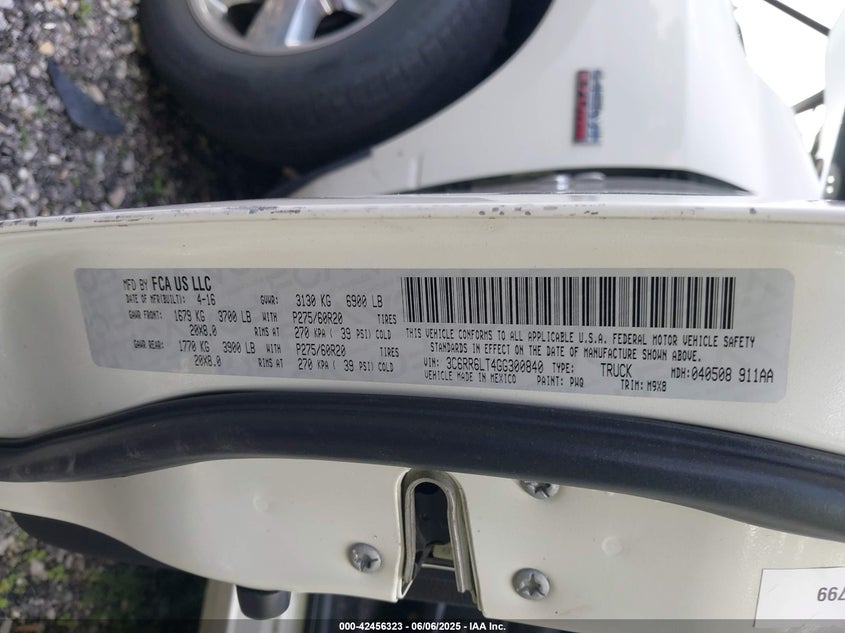 MFD BY FCA US LLC
DATE OF MFR(BUILT): 4-16 GVWR: 3130 KG 6900 LB
GAWR FRONT: 1679 KG 3700 LB WITH P275/60R20 TIRES
20X8.0 RIMS AT 270 KPA ( 39 PSI) COLD
GAWR REAR: 1770 KG 3900 LB WITH P275/60R20 TIRES
20X8.0 RIMS AT 270 KPA ( 39 PSI) COLD
THIS VEHICLE CONFORMS TO ALL APPLICABLE U.S.A. FEDERAL MOTOR VEHICLE SAFETY
STANDARDS IN EFFECT ON THE DATE OF MANUFACTURE SHOWN ABOVE.
VIN: 3C6RR6LT4GG300840 TYPE: TRUCK MDH:040508 911AA
VEHICLE MADE IN MEXICO PAINT: PWQ TRIM: M9X8
799
000-42456323 - 06/06/2025 - IAA Inc.